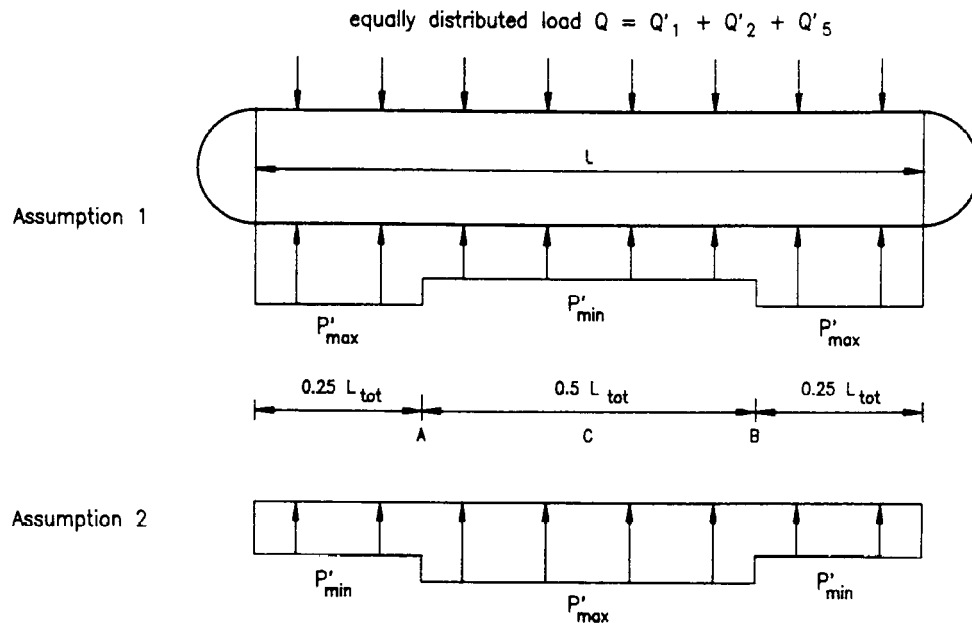 equally distributed load Q = Q'₁ + Q'₂ + Q'₅
L
Assumption 1
P'max
P'min
P'max
0.25 Ltot
0.5 Ltot
0.25 Ltot
A
C
B
Assumption 2
P'min
P'max
P'min